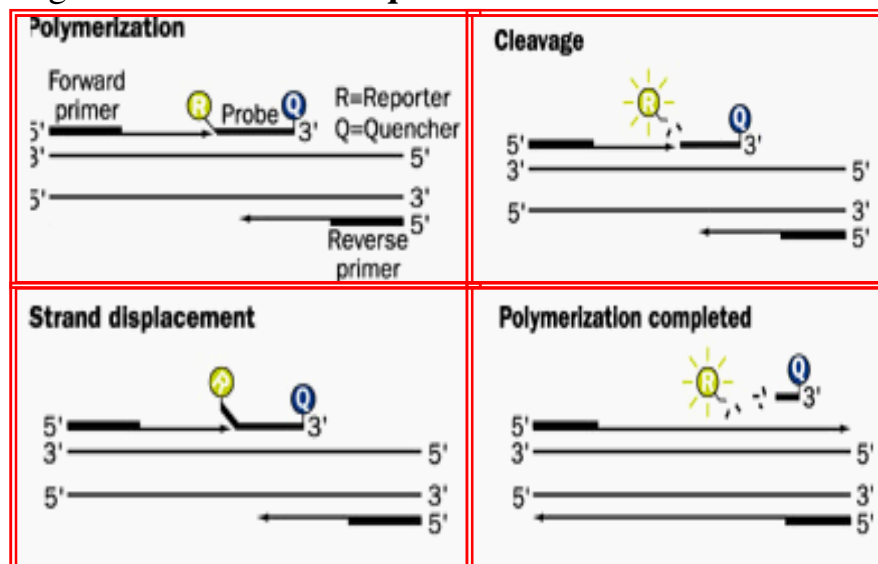 Polymerization
Forward
primer
R
Probe
Q
R=Reporter
Q=Quencher
5'
3'
3'
5'
5'
3'
5'
Reverse
primer
Cleavage
R
Q
5'
3'
3'
5'
5'
3'
5'
Strand displacement
R
Q
5'
3'
3'
5'
5'
3'
5'
Polymerization completed
R
Q
3'
5'
3'
5'
5'
3'
5'